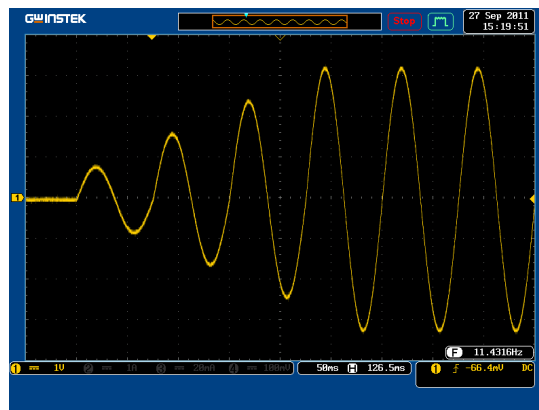 GWINSTEK
Stop
27 Sep 2011
15:19:51
1
F 11.4316Hz
1 1V 2 1A 3 20mA 4 100mV
50ms H 126.5ms
1 -66.4mV DC